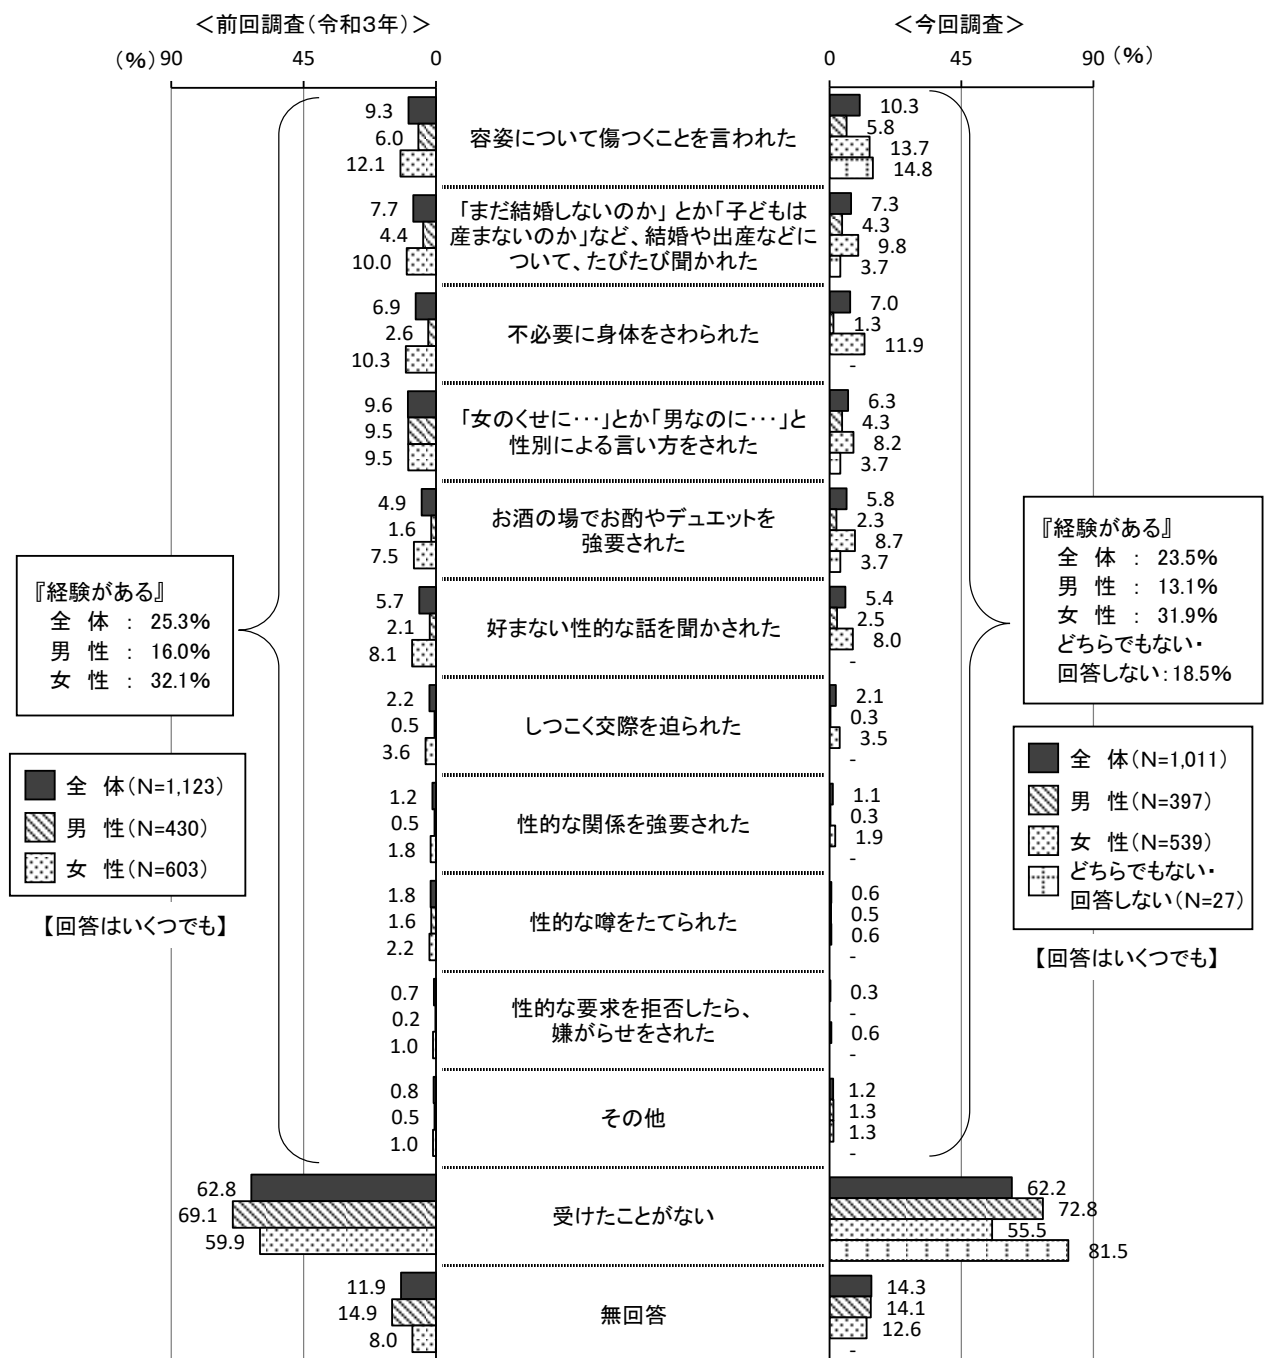 ＜前回調査（令和３年）＞
＜今回調査＞
（%）90 45 0
0 45 90（%）
容姿について傷つくことを言われた
9.3
6.0
12.1
10.3
5.8
13.7
14.8
「まだ結婚しないのか」とか「子どもは
産まないのか」など、結婚や出産などに
ついて、たびたび聞かれた
7.7
4.4
10.0
7.3
4.3
9.8
3.7
不必要に身体をさわられた
6.9
2.6
10.3
7.0
1.3
11.9
-
「女のくせに･･･」とか「男なのに･･･」と
性別による言い方をされた
9.6
9.5
9.5
6.3
4.3
8.2
3.7
お酒の場でお酌やデュエットを
強要された
4.9
1.6
7.5
5.8
2.3
8.7
3.7
好まない性的な話を聞かされた
5.7
2.1
8.1
5.4
2.5
8.0
-
しつこく交際を迫られた
2.2
0.5
3.6
2.1
0.3
3.5
-
性的な関係を強要された
1.2
0.5
1.8
1.1
0.3
1.9
-
性的な噂をたてられた
1.8
1.6
2.2
0.6
0.5
0.6
-
性的な要求を拒否したら、
嫌がらせをされた
0.7
0.2
1.0
0.3
-
0.6
-
その他
0.8
0.5
1.0
1.2
1.3
1.3
-
受けたことがない
62.8
69.1
59.9
62.2
72.8
55.5
81.5
無回答
11.9
14.9
8.0
14.3
14.1
12.6
-
『経験がある』
全 体 ： 25.3%
男 性 ： 16.0%
女 性 ： 32.1%
全 体（N=1,123）
男 性（N=430）
女 性（N=603）
【回答はいくつでも】
『経験がある』
全 体 ： 23.5%
男 性 ： 13.1%
女 性 ： 31.9%
どちらでもない・
回答しない：18.5%
全 体（N=1,011）
男 性（N=397）
女 性（N=539）
どちらでもない・
回答しない（N=27）
【回答はいくつでも】